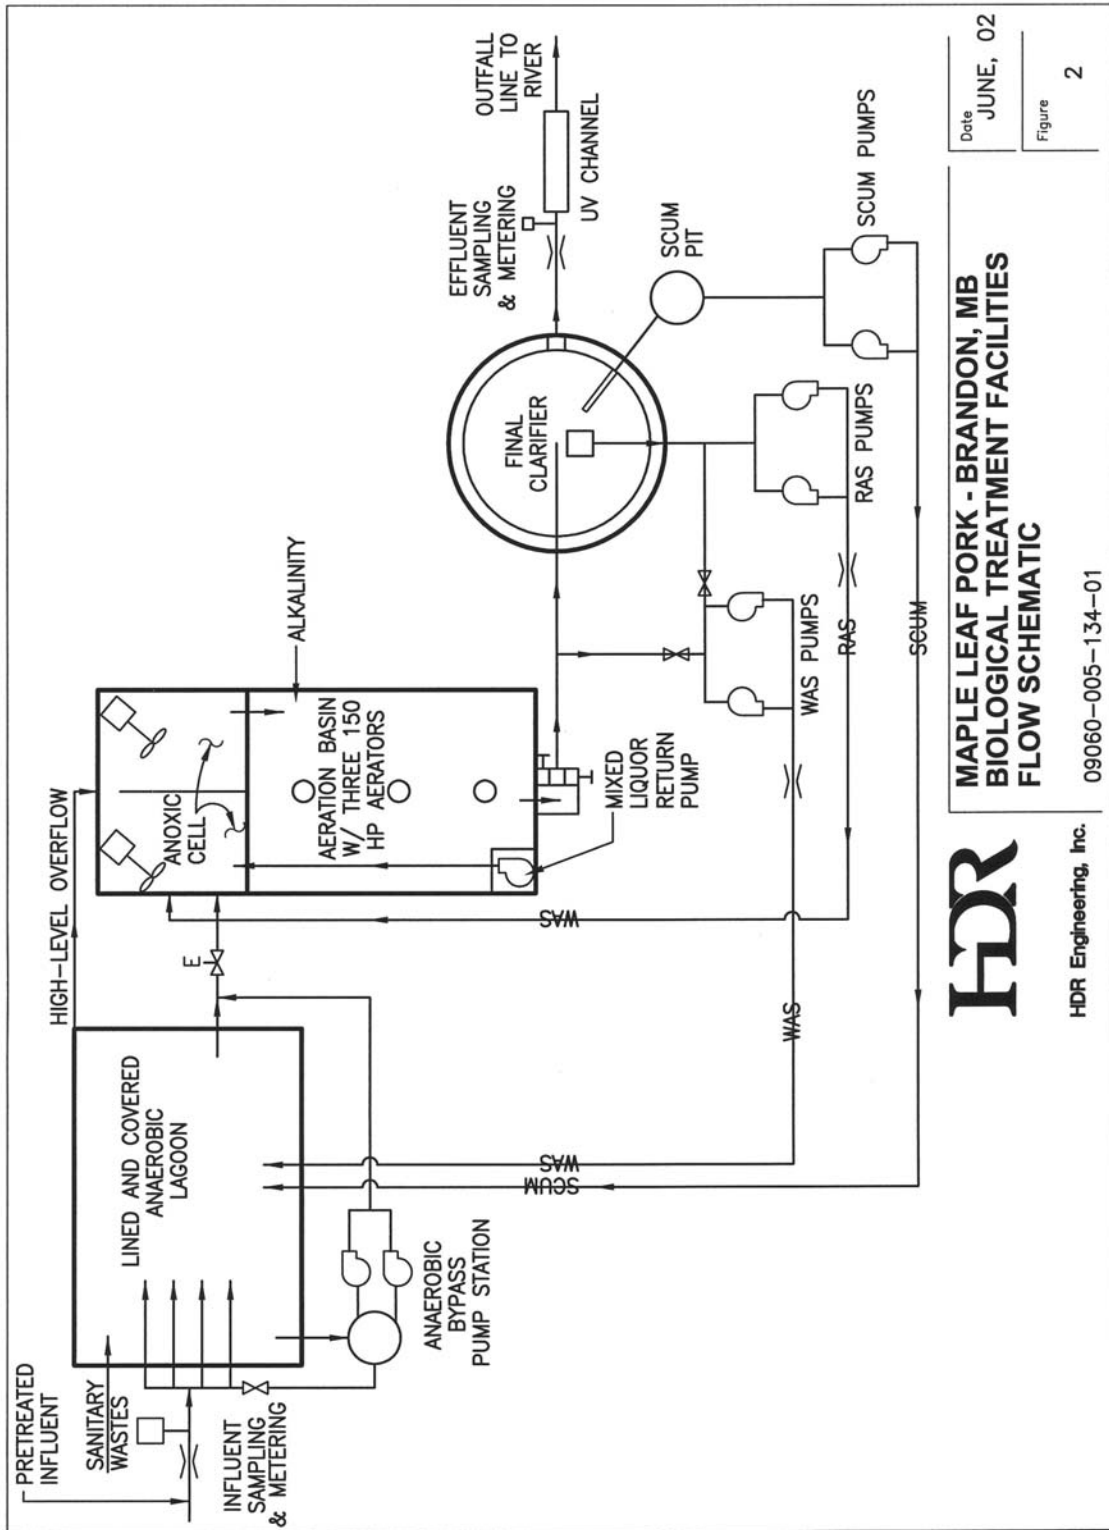 PRETREATED
INFLUENT
SANITARY
WASTES
INFLUENT
SAMPLING
& METERING
LINED AND COVERED
ANAEROBIC
LAGOON
ANAEROBIC
BYPASS
PUMP STATION
HIGH-LEVEL OVERFLOW
E
ANOXIC
CELL
AERATION BASIN
W/ THREE 150
HP AERATORS
ALKALINITY
MIXED
LIQUOR
RETURN
PUMP
FINAL
CLARIFIER
EFFLUENT
SAMPLING
& METERING
UV CHANNEL
OUTFALL
LINE TO
RIVER
SCUM
PIT
SCUM PUMPS
RAS PUMPS
WAS PUMPS
WAS
RAS
SCUM
WAS
WAS
SCUM
HDR
HDR Engineering, Inc.
MAPLE LEAF PORK - BRANDON, MB
BIOLOGICAL TREATMENT FACILITIES
FLOW SCHEMATIC
09060-005-134-01
Date
JUNE, 02
Figure
2